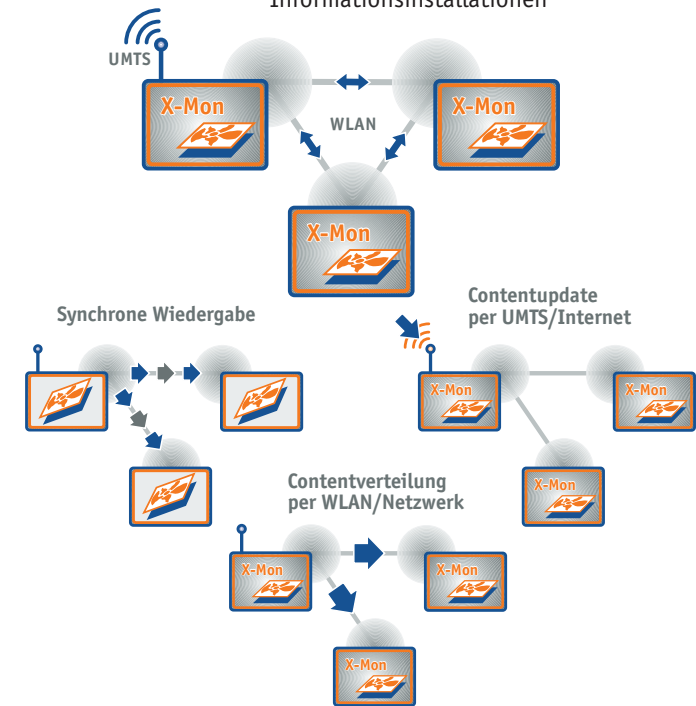 Informationsinstallationen
UMTS
X-Mon
X-Mon
WLAN
X-Mon
Synchrone Wiedergabe
Contentupdate
per UMTS/Internet
X-Mon
X-Mon
X-Mon
Contentverteilung
per WLAN/Netzwerk
X-Mon
X-Mon
X-Mon